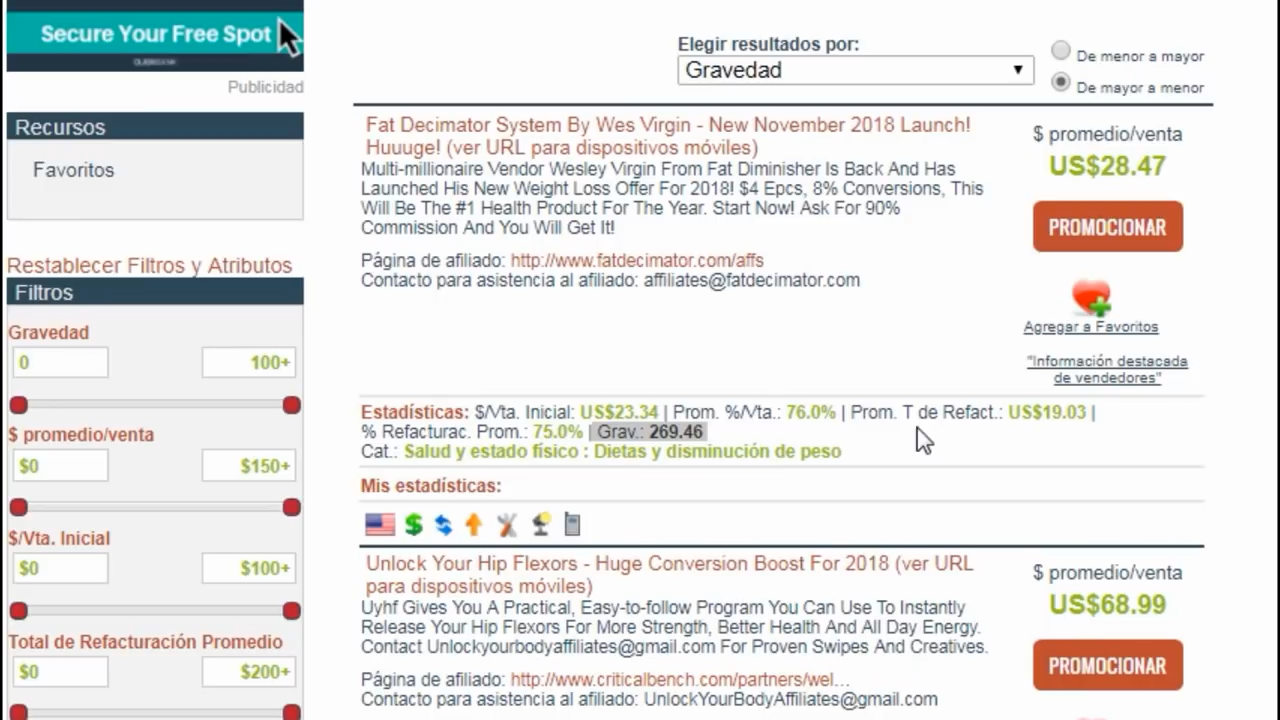 Secure Your Free Spot
Publicidad
Recursos
Favoritos
Restablecer Filtros y Atributos
Filtros
Gravedad
0 100+
$ promedio/venta
$0 $150+
$/Vta. Inicial
$0 $100+
Total de Refacturación Promedio
$0 $200+
Elegir resultados por:
Gravedad
De menor a mayor
De mayor a menor
Fat Decimator System By Wes Virgin - New November 2018 Launch!
Huuuge! (ver URL para dispositivos móviles)
Multi-millionaire Vendor Wesley Virgin From Fat Diminisher Is Back And Has
Launched His New Weight Loss Offer For 2018! $4 Epcs, 8% Conversions, This
Will Be The #1 Health Product For The Year. Start Now! Ask For 90%
Commission And You Will Get It!
Página de afiliado: http://www.fatdecimator.com/affs
Contacto para asistencia al afiliado: affiliates@fatdecimator.com
$ promedio/venta
US$28.47
PROMOCIONAR
Agregar a Favoritos
"Información destacada
de vendedores"
Estadísticas: $/Vta. Inicial: US$23.34 | Prom. %/Vta.: 76.0% | Prom. T de Refact.: US$19.03 |
% Refacturac. Prom.: 75.0% | Grav.: 269.46
Cat.: Salud y estado físico : Dietas y disminución de peso
Mis estadísticas:
$
Unlock Your Hip Flexors - Huge Conversion Boost For 2018 (ver URL
para dispositivos móviles)
Uyhf Gives You A Practical, Easy-to-follow Program You Can Use To Instantly
Release Your Hip Flexors For More Strength, Better Health And All Day Energy.
Contact Unlockyourbodyaffiliates@gmail.com For Proven Swipes And Creatives.
Página de afiliado: http://www.criticalbench.com/partners/wel...
Contacto para asistencia al afiliado: UnlockYourBodyAffiliates@gmail.com
$ promedio/venta
US$68.99
PROMOCIONAR